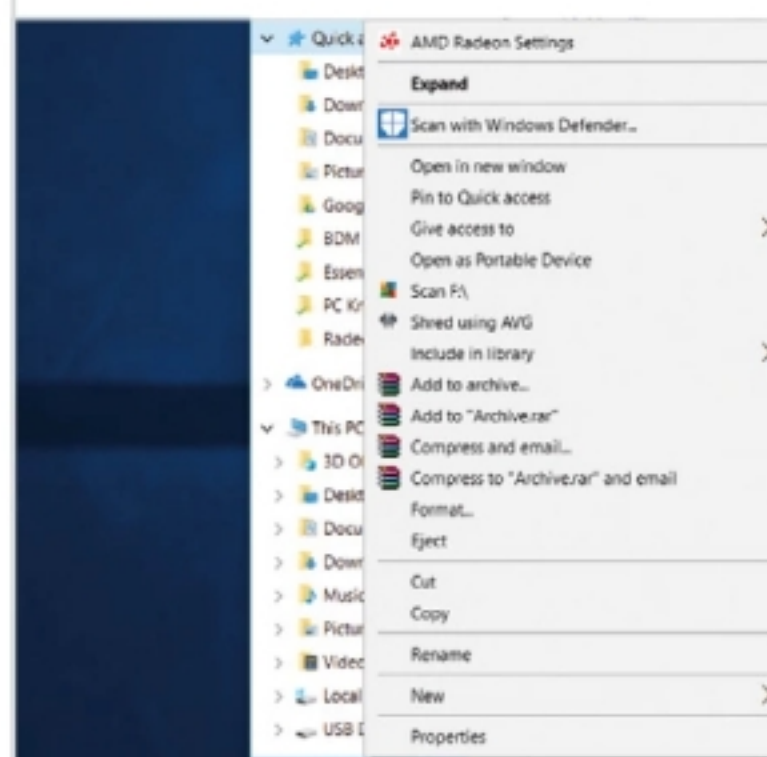 Quick a
Deskt
Down
Docu
Pictur
Goog
BDM
Essen
PC Kn
Rade
OneDri
This PC
3D O
Deskt
Docu
Down
Music
Pictur
Video
Local
USB D
AMD Radeon Settings
Expand
Scan with Windows Defender...
Open in new window
Pin to Quick access
Give access to
Open as Portable Device
Scan F:\
Shred using AVG
Include in library
Add to archive...
Add to "Archive.rar"
Compress and email...
Compress to "Archive.rar" and email
Format...
Eject
Cut
Copy
Rename
New
Properties